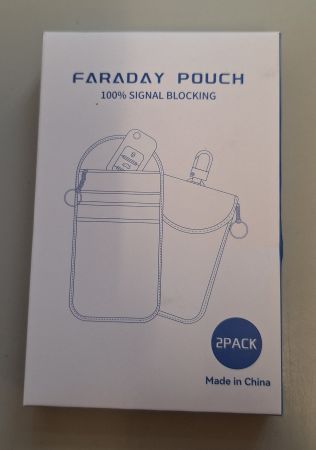 FARADAY POUCH
100% SIGNAL BLOCKING
2PACK
Made in China